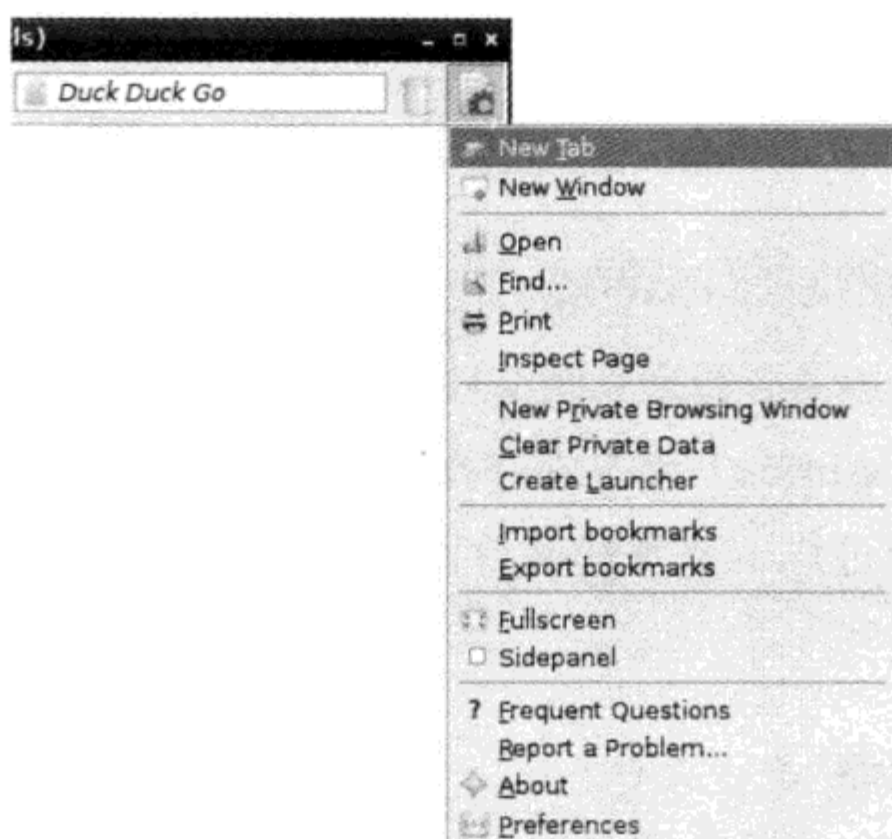 ls)
Duck Duck Go
New Tab
New Window
Open
Find...
Print
Inspect Page
New Private Browsing Window
Clear Private Data
Create Launcher
Import bookmarks
Export bookmarks
Fullscreen
Sidepanel
? Frequent Questions
Report a Problem...
About
Preferences